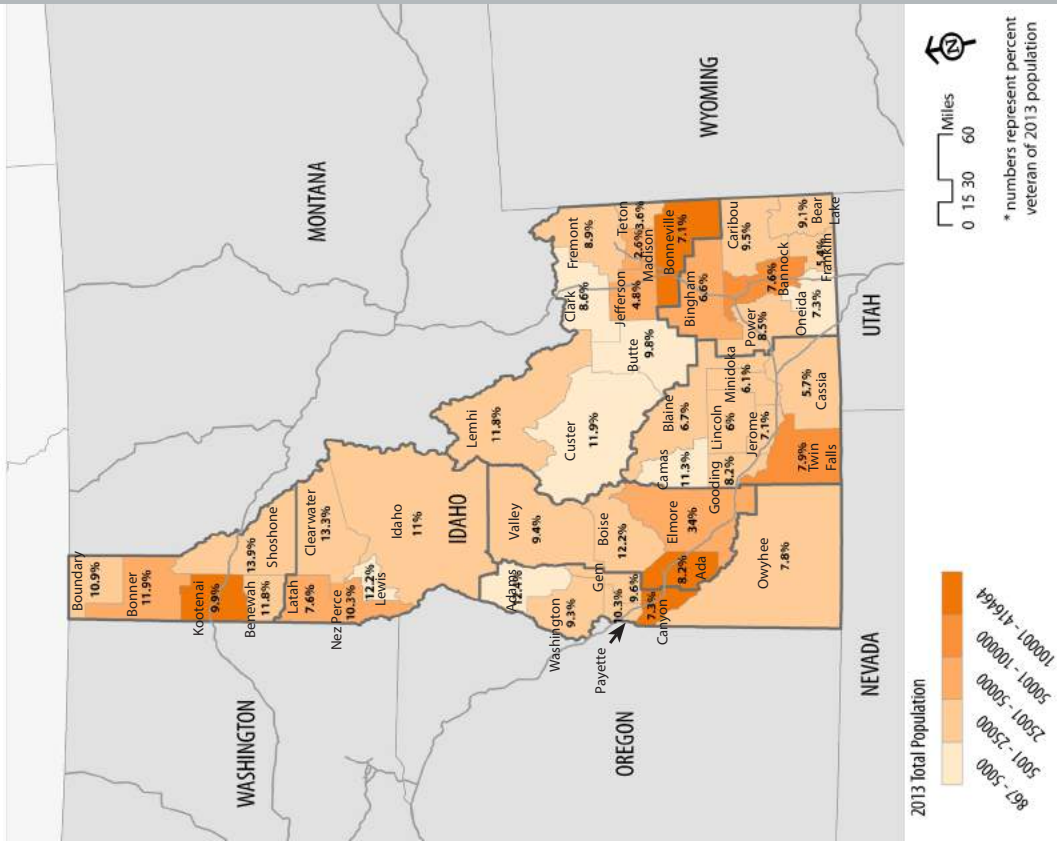 MONTANA
WYOMING
WASHINGTON
OREGON
IDAHO
NEVADA
UTAH
Boundary
10.9%
Bonner
11.9%
Kootenai
9.9%
Benewah
11.8%
Shoshone
13.9%
Latah
7.6%
Clearwater
13.3%
Nez Perce
10.3%
Lewis
12.2%
Idaho
11%
Adams
12.4%
Valley
9.4%
Washington
9.3%
Payette
10.3%
Gem
9.6%
Boise
12.2%
Canyon
7.3%
Ada
8.2%
Elmore
34%
Owyhee
7.8%
Lemhi
11.8%
Custer
11.9%
Butte
9.8%
Clark
8.6%
Fremont
8.9%
Jefferson
4.8%
Madison
2.6%
Teton
3.6%
Bonneville
7.1%
Bingham
6.6%
Caribou
9.5%
Bannock
7.6%
Power
8.5%
Oneida
7.3%
Franklin
5.4%
Bear
Lake
9.1%
Camas
11.3%
Blaine
6.7%
Gooding
8.2%
Lincoln
6%
Minidoka
6.1%
Jerome
7.1%
Twin
Falls
7.9%
Cassia
5.7%
2013 Total Population
867 - 5000
5001 - 25000
25001 - 50000
50001 - 100000
100001 - 416464
N
0 15 30 60
Miles
* numbers represent percent
veteran of 2013 population